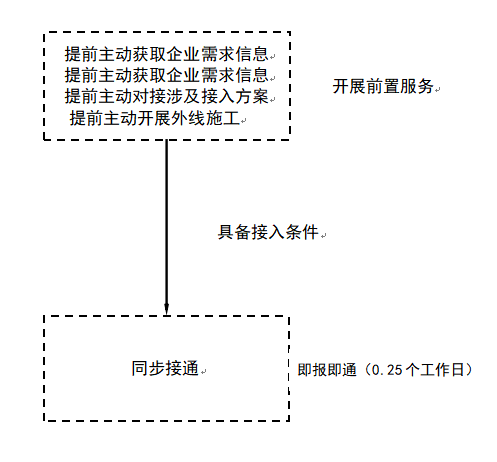 提前主动获取企业需求信息
提前主动获取企业需求信息
提前主动对接涉及接入方案
提前主动开展外线施工
开展前置服务
具备接入条件
同步接通
即报即通（0.25个工作日）